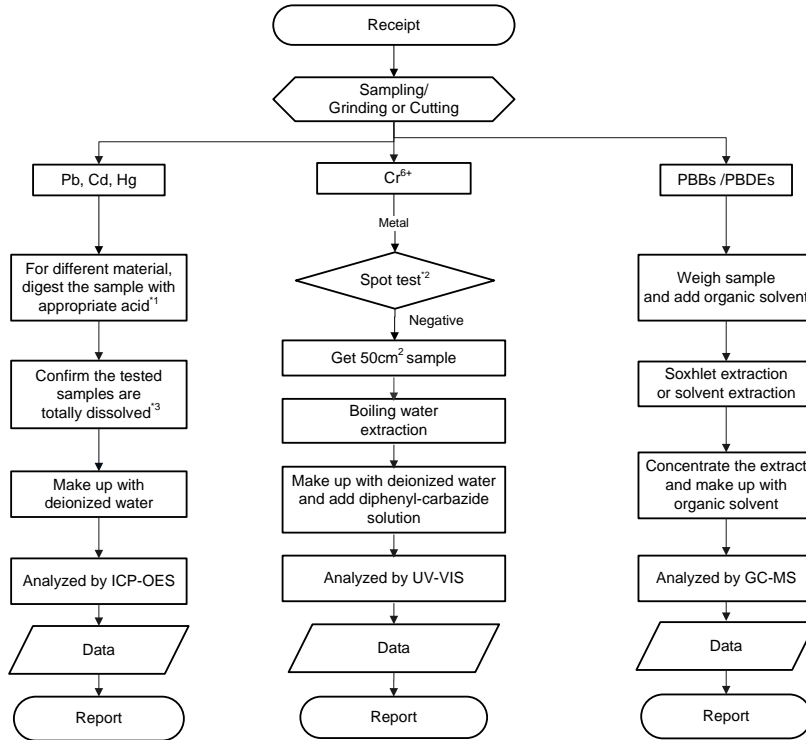 Receipt
Sampling/
Grinding or Cutting
Pb, Cd, Hg
For different material,
digest the sample with
appropriate acid*1
Confirm the tested
samples are
totally dissolved*3
Make up with
deionized water
Analyzed by ICP-OES
Data
Report
Cr6+
Metal
Spot test*2
Negative
Get 50cm2 sample
Boiling water
extraction
Make up with deionized water
and add diphenyl-carbazide
solution
Analyzed by UV-VIS
Data
Report
PBBs /PBDEs
Weigh sample
and add organic solvent
Soxhlet extraction
or solvent extraction
Concentrate the extract
and make up with
organic solvent
Analyzed by GC-MS
Data
Report